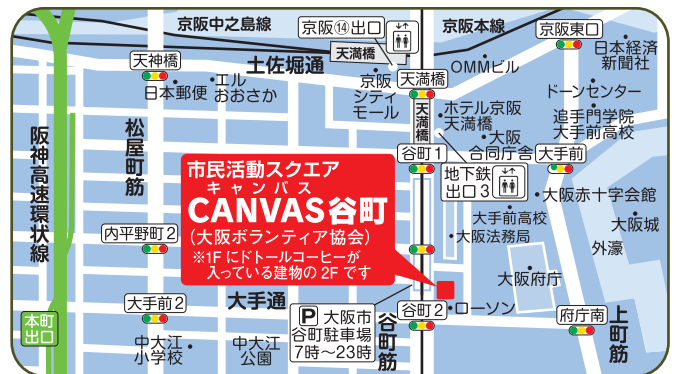 京阪中之島線
京阪⑭出口
京阪本線
京阪東口
日本経済
新聞社
天満橋
天神橋
土佐堀通
OMMビル
日本郵便
エル
おおさか
京阪
シティ
モール
天満橋
ドーンセンター
天満橋
ホテル京阪
天満橋
追手門学院
大手前高校
大阪
合同庁舎
松屋町筋
阪神高速環状線
谷町1
大手前
地下鉄
出口3
市民活動スクエア
キャンバス
CANVAS谷町
(大阪ボランティア協会)
※1Fにドトールコーヒーが
入っている建物の2Fです
大阪赤十字会館
大手前高校
大阪城
大阪法務局
外濠
内平野町2
大阪府庁
大手前2
大手通
P 大阪市
谷町駐車場
7時〜23時
谷町2
ローソン
府庁南
上町筋
谷町筋
本町
出口
中大江
小学校
中大江
公園